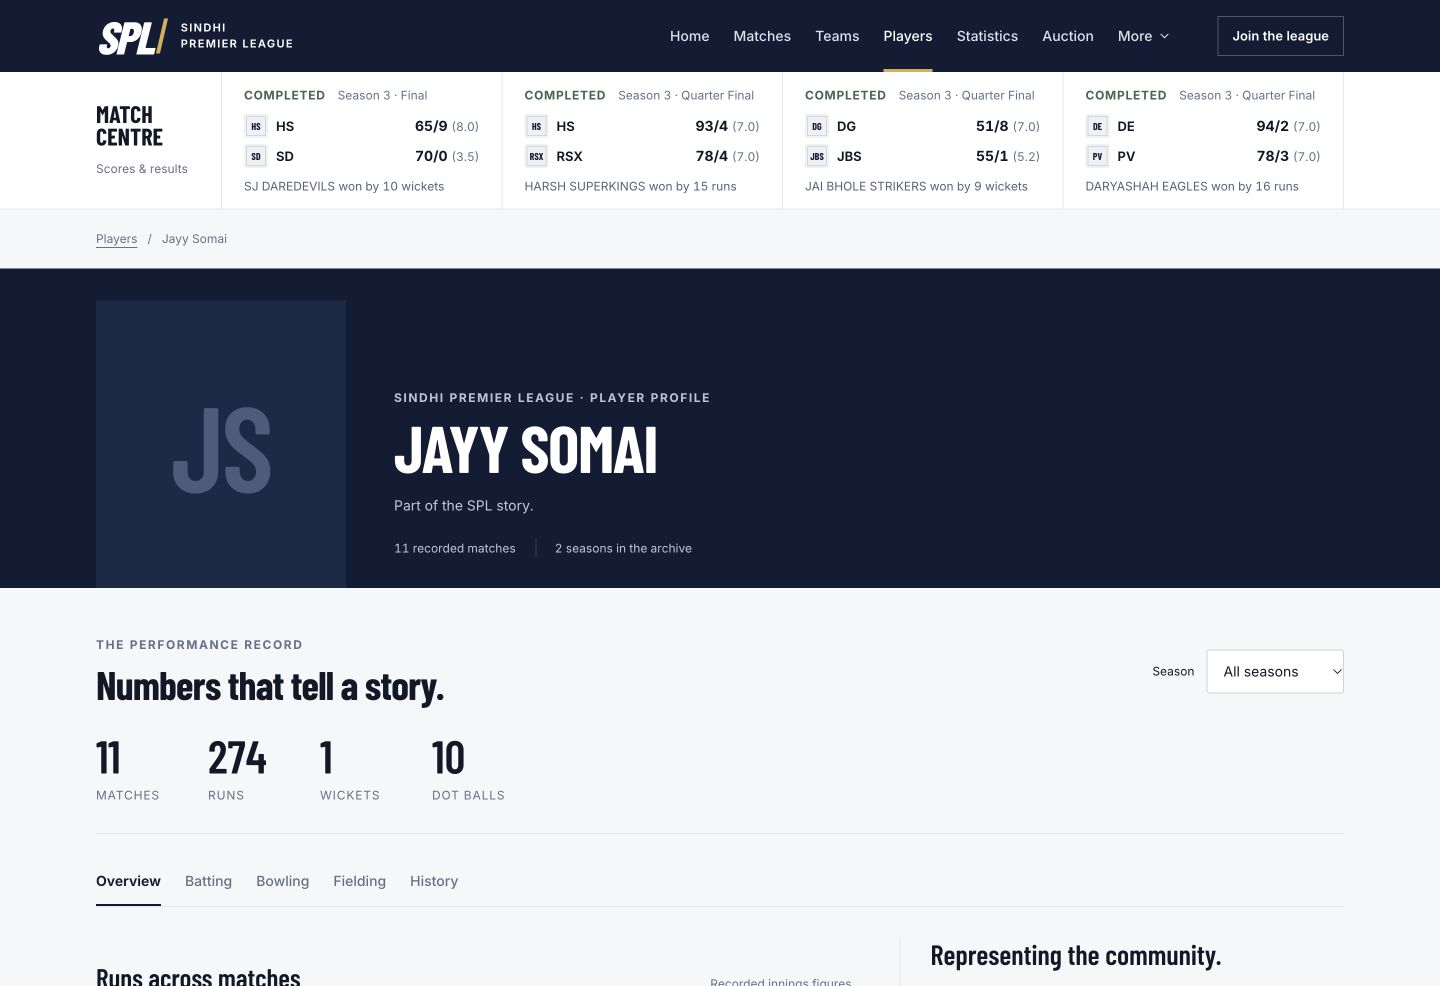 SPL/ SINDHI
PREMIER LEAGUE
Home Matches Teams Players Statistics Auction More Join the league
MATCH
CENTRE
Scores & results
COMPLETED Season 3 · Final
HS HS 65/9 (8.0)
SD SD 70/0 (3.5)
SJ DAREDEVILS won by 10 wickets
COMPLETED Season 3 · Quarter Final
HS HS 93/4 (7.0)
RSX RSX 78/4 (7.0)
HARSH SUPERKINGS won by 15 runs
COMPLETED Season 3 · Quarter Final
DG DG 51/8 (7.0)
JBS JBS 55/1 (5.2)
JAI BHOLE STRIKERS won by 9 wickets
COMPLETED Season 3 · Quarter Final
DE DE 94/2 (7.0)
PV PV 78/3 (7.0)
DARYASHAH EAGLES won by 16 runs
Players / Jayy Somai
JS
SINDHI PREMIER LEAGUE · PLAYER PROFILE
JAYY SOMAI
Part of the SPL story.
11 recorded matches 2 seasons in the archive
THE PERFORMANCE RECORD
Numbers that tell a story.
Season All seasons
11 274 1 10
MATCHES RUNS WICKETS DOT BALLS
Overview Batting Bowling Fielding History
Runs across matches
Recorded innings figures
Representing the community.